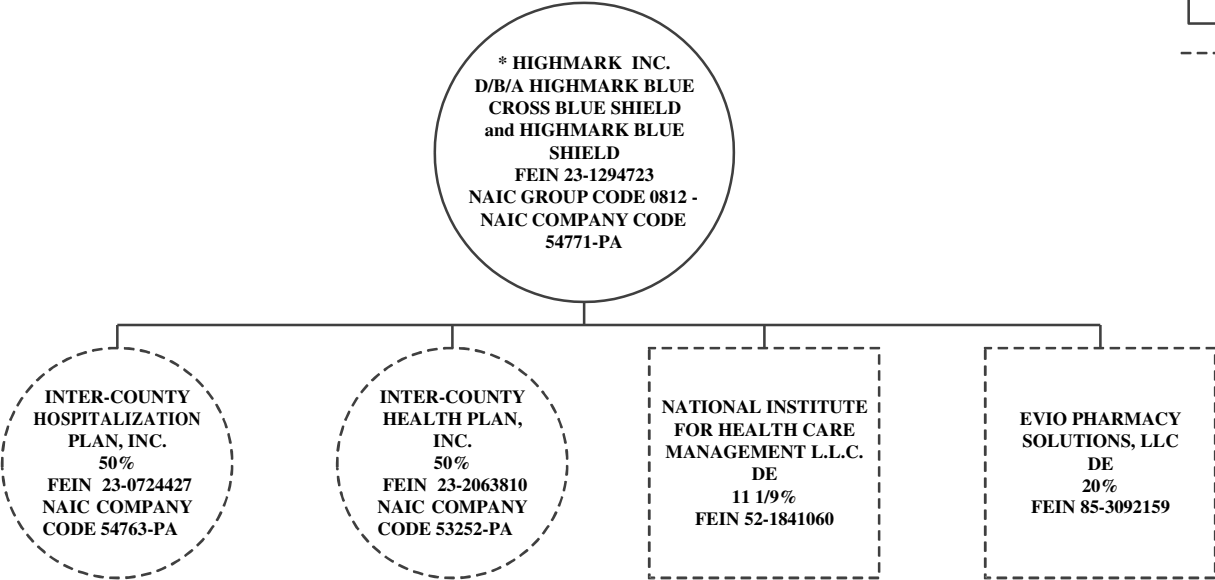 * HIGHMARK INC.
D/B/A HIGHMARK BLUE
CROSS BLUE SHIELD
and HIGHMARK BLUE
SHIELD
FEIN 23-1294723
NAIC GROUP CODE 0812 -
NAIC COMPANY CODE
54771-PA
INTER-COUNTY
HOSPITALIZATION
PLAN, INC.
50%
FEIN 23-0724427
NAIC COMPANY
CODE 54763-PA
INTER-COUNTY
HEALTH PLAN,
INC.
50%
FEIN 23-2063810
NAIC COMPANY
CODE 53252-PA
NATIONAL INSTITUTE
FOR HEALTH CARE
MANAGEMENT L.L.C.
DE
11 1/9%
FEIN 52-1841060
EVIO PHARMACY
SOLUTIONS, LLC
DE
20%
FEIN 85-3092159